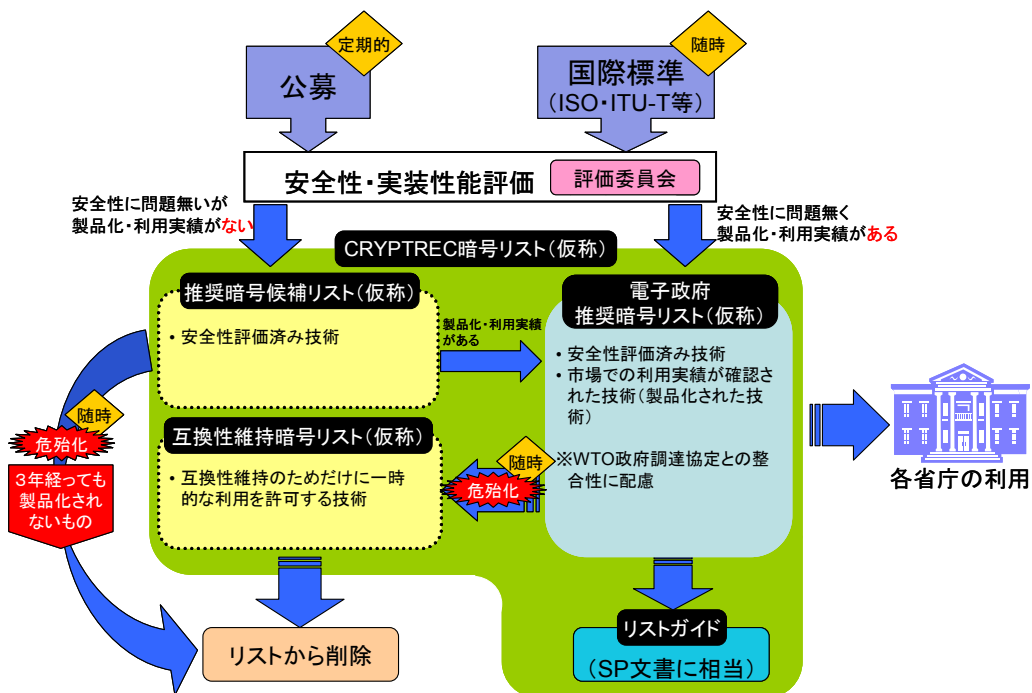 定期的
公募
随時
国際標準
（ISO・ITU-T等）
安全性・実装性能評価
評価委員会
安全性に問題無いが
製品化・利用実績がない
安全性に問題無く
製品化・利用実績がある
CRYPTREC暗号リスト（仮称）
推奨暗号候補リスト（仮称）
・安全性評価済み技術
製品化・利用実績
がある
電子政府
推奨暗号リスト（仮称）
・安全性評価済み技術
・市場での利用実績が確認さ
れた技術（製品化された技
術）
※WTO政府調達協定との整
合性に配慮
随時
危殆化
3年経っても
製品化され
ないもの
互換性維持暗号リスト（仮称）
・互換性維持のためだけに一時
的な利用を許可する技術
随時
危殆化
各省庁の利用
リストから削除
リストガイド
（SP文書に相当）